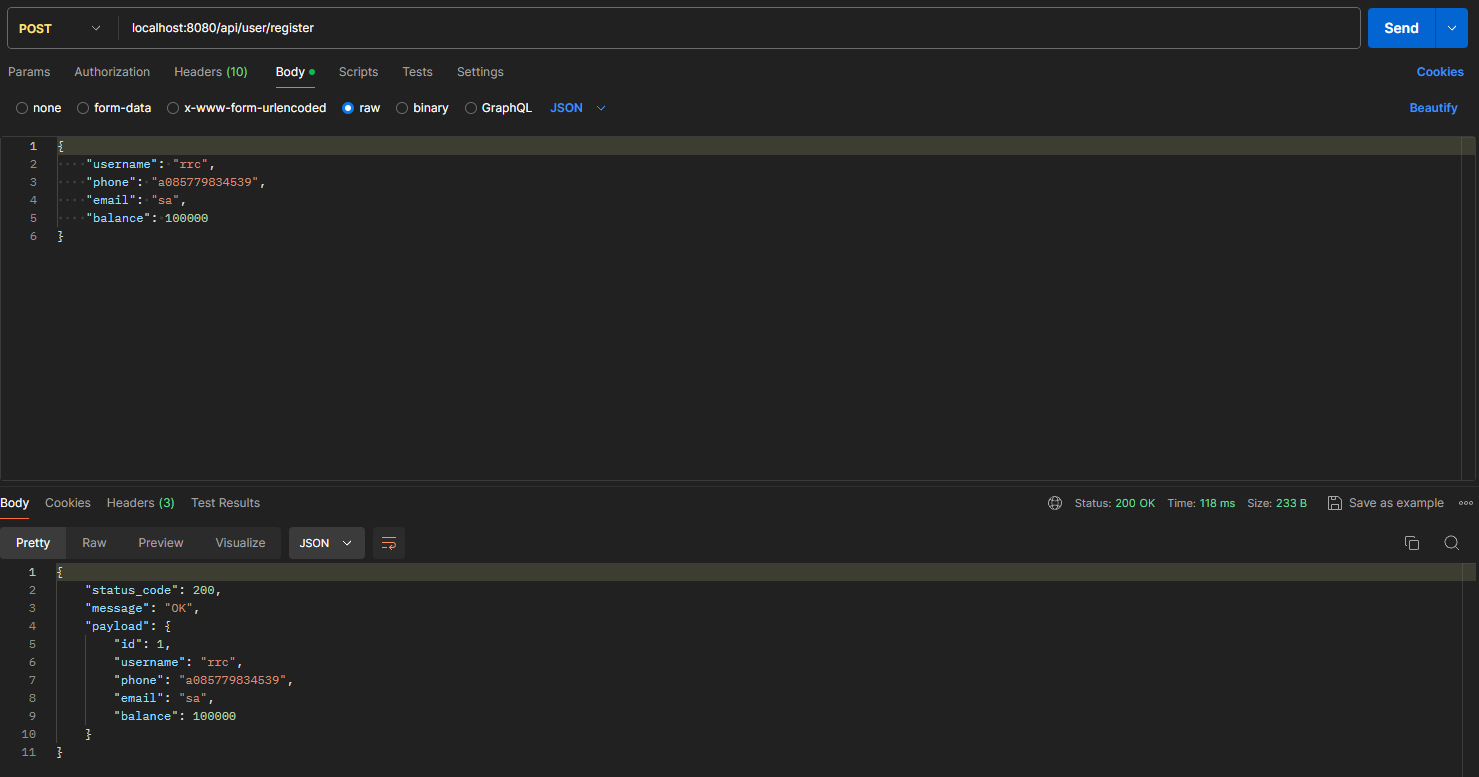 POST localhost:8080/api/user/register Send
Params Authorization Headers (10) Body Scripts Tests Settings Cookies
none form-data x-www-form-urlencoded raw binary GraphQL JSON Beautify
1 {
2 ····"username":·"rrc",
3 ····"phone":·"a085779834539",
4 ····"email":·"sa",
5 ····"balance":·100000
6 }
Body Cookies Headers (3) Test Results Status: 200 OK Time: 118 ms Size: 233 B Save as example
Pretty Raw Preview Visualize JSON
1 {
2     "status_code": 200,
3     "message": "OK",
4     "payload": {
5         "id": 1,
6         "username": "rrc",
7         "phone": "a085779834539",
8         "email": "sa",
9         "balance": 100000
10     }
11 }